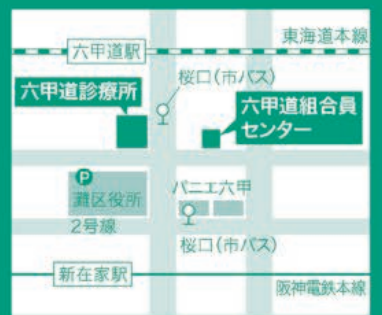 東海道本線
六甲道駅
桜口(市バス)
六甲道診療所
六甲道組合員
センター
P
灘区役所
バニエ六甲
2号線
桜口(市バス)
新在家駅
阪神電鉄本線